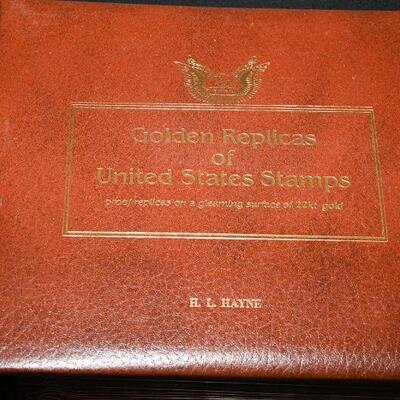 Golden Replicas
of
United States Stamps
proof replicas on a gleaming surface of 22kt. gold
H. L. HAYNE